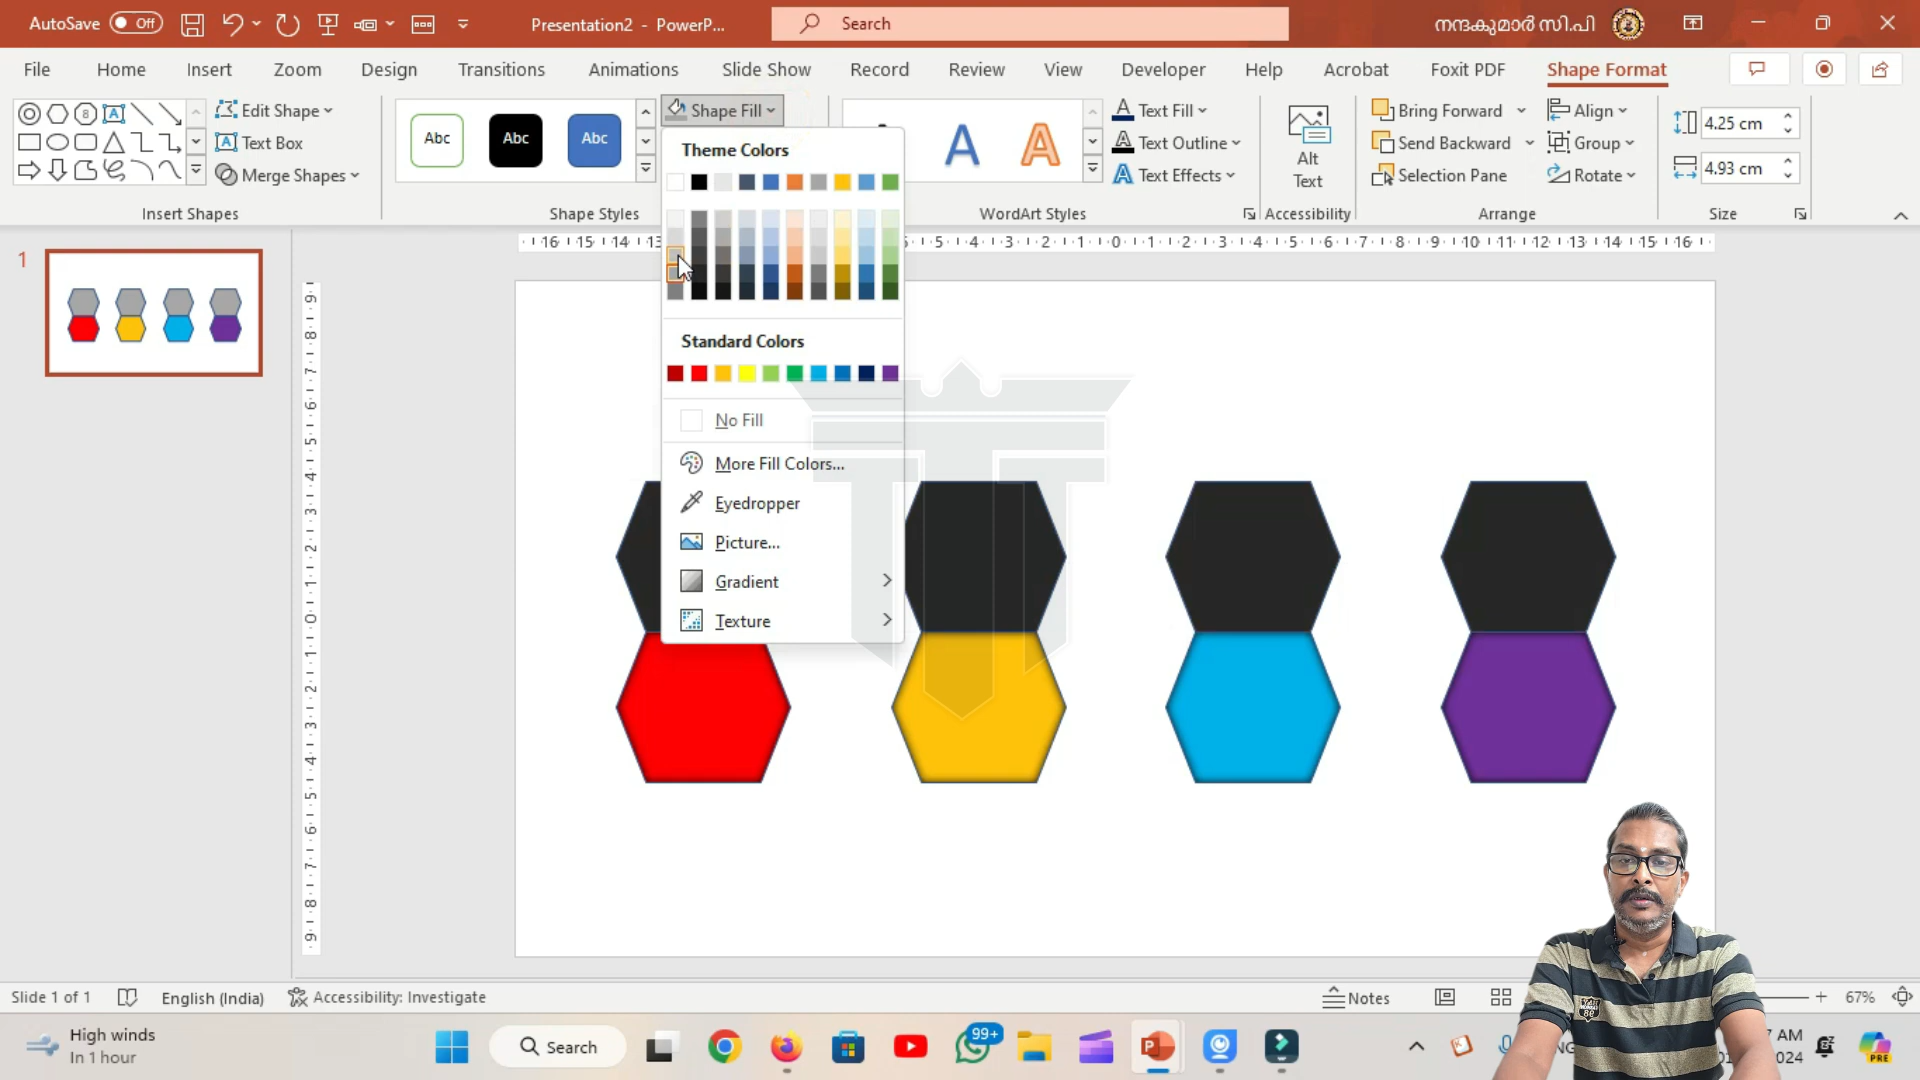 AutoSave Off Presentation2 - PowerP... Search നന്ദകുമാർ സി.പി
File Home Insert Zoom Design Transitions Animations Slide Show Record Review View Developer Help Acrobat Foxit PDF Shape Format
Edit Shape
Text Box
Merge Shapes
Insert Shapes
Abc Abc Abc
Shape Styles
Shape Fill
A A
WordArt Styles
Text Fill
Text Outline
Text Effects
Alt
Text
Accessibility
Bring Forward
Send Backward
Selection Pane
Align
Group
Rotate
Arrange
4.25 cm
4.93 cm
Size
Theme Colors
Standard Colors
No Fill
More Fill Colors...
Eyedropper
Picture...
Gradient
Texture
1
Slide 1 of 1 English (India) Accessibility: Investigate Notes 67%
High winds
In 1 hour
Search
99+
7 AM
2024
PRE